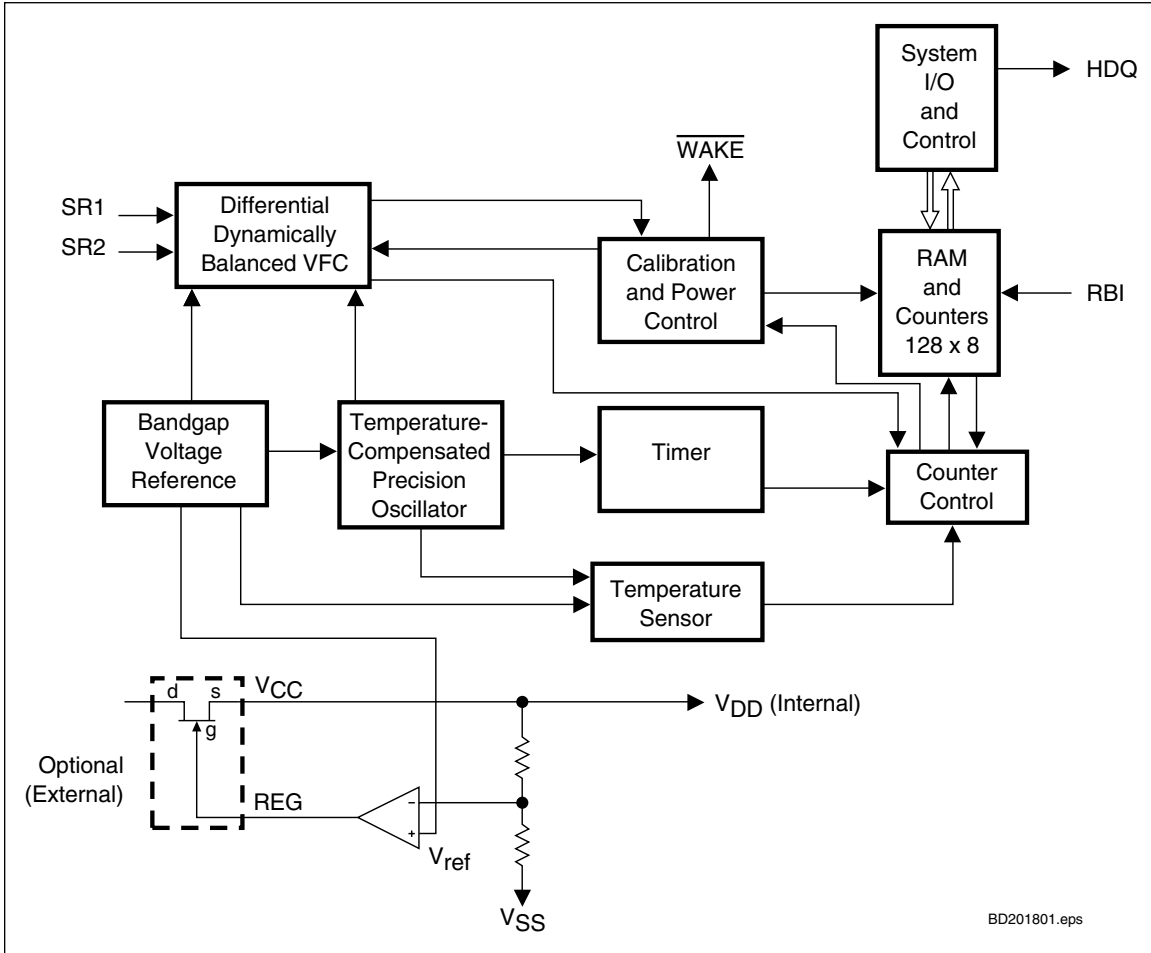 System
I/O
and
Control
HDQ
WAKE
SR1
SR2
Differential
Dynamically
Balanced VFC
Calibration
and Power
Control
RAM
and
Counters
128 x 8
RBI
Bandgap
Voltage
Reference
Temperature-
Compensated
Precision
Oscillator
Timer
Counter
Control
Temperature
Sensor
d s
g
VCC
VDD (Internal)
Optional
(External)
REG
–
+
Vref
VSS
BD201801.eps